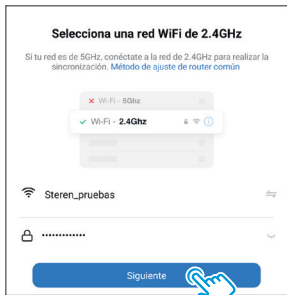 Selecciona una red WiFi de 2.4GHz
Si tu red es de 5GHz, conéctate a la red de 2.4GHz para realizar la
sincronización. Método de ajuste de router común
Wi-Fi - 5Ghz
Wi-Fi - 2.4Ghz
Steren_pruebas
•••••••••••••
Siguiente